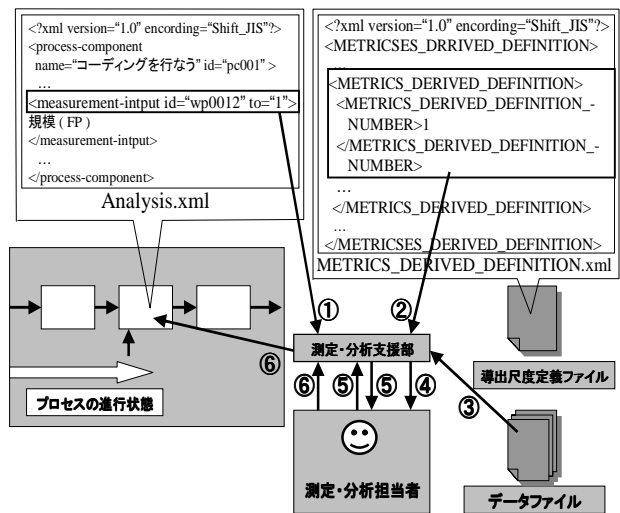 <?xml version=“1.0” encording=“Shift_JIS”?>
<process-component
name=“コーディングを行なう” id=“pc001” >
…
<measurement-intput id=“wp0012” to=“1”>
規模 ( FP )
</measurement-intput>
…
</process-component>
Analysis.xml
<?xml version=“1.0” encording=“Shift_JIS”?>
<METRICSES_DRRIVED_DEFINITION>
…
<METRICS_DERIVED_DEFINITION>
<METRICS_DERIVED_DEFINITION_-
NUMBER>1
</METRICS_DERIVED_DEFINITION_-
NUMBER>
…
</METRICS_DERIVED_DEFINITION>
…
</METRICSES_DERIVED_DEFINITION>
METRICS_DERIVED_DEFINITION.xml
① ②
測定・分析支援部
⑥
⑥ ⑤ ⑤ ④
③
導出尺度定義ファイル
プロセスの進行状態
測定・分析担当者
データファイル